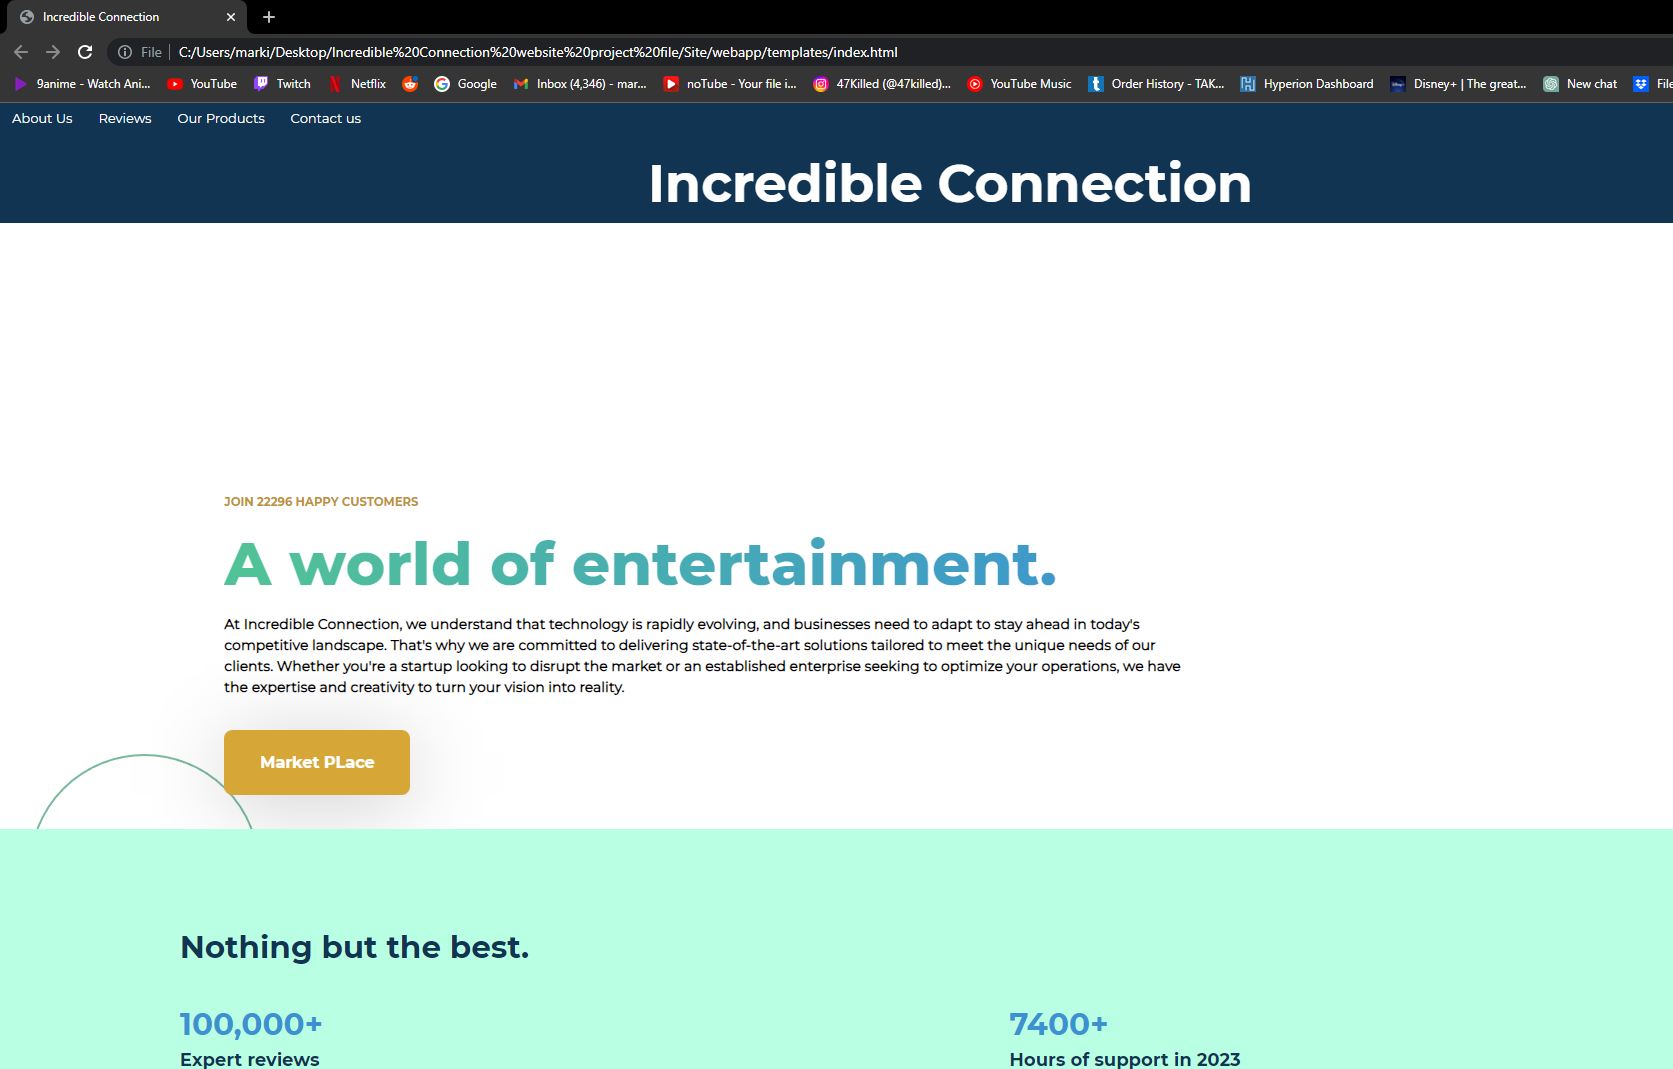 Incredible Connection
File C:/Users/marki/Desktop/Incredible%20Connection%20website%20project%20file/Site/webapp/templates/index.html
9anime - Watch Ani... YouTube Twitch Netflix Google Inbox (4,346) - mar... noTube - Your file i... 47Killed (@47killed)... YouTube Music Order History - TAK... Hyperion Dashboard Disney+ | The great... New chat File
About Us Reviews Our Products Contact us
Incredible Connection
JOIN 22296 HAPPY CUSTOMERS
A world of entertainment.
At Incredible Connection, we understand that technology is rapidly evolving, and businesses need to adapt to stay ahead in today's
competitive landscape. That's why we are committed to delivering state-of-the-art solutions tailored to meet the unique needs of our
clients. Whether you're a startup looking to disrupt the market or an established enterprise seeking to optimize your operations, we have
the expertise and creativity to turn your vision into reality.
Market PLace
Nothing but the best.
100,000+ 7400+
Expert reviews Hours of support in 2023